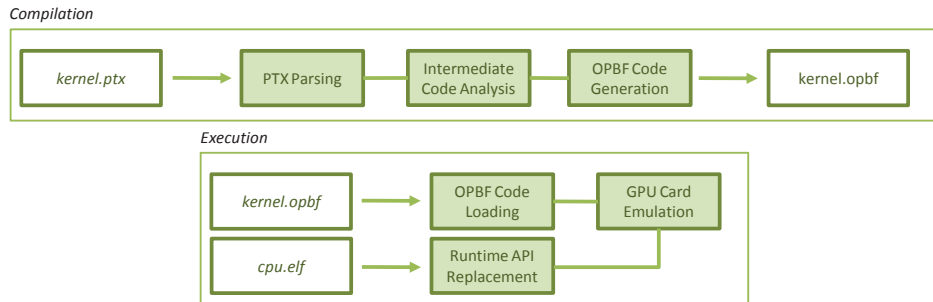 Compilation
kernel.ptx
PTX Parsing
Intermediate
Code Analysis
OPBF Code
Generation
kernel.opbf
Execution
kernel.opbf
OPBF Code
Loading
GPU Card
Emulation
cpu.elf
Runtime API
Replacement